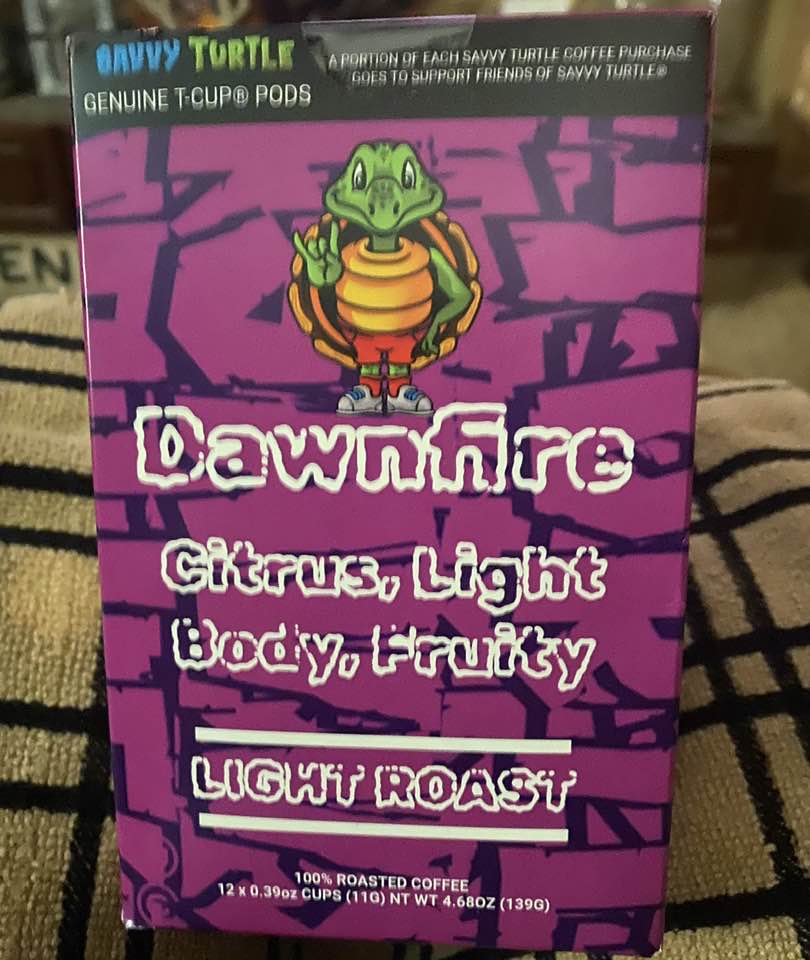 SAVVY TURTLE
A PORTION OF EACH SAVVY TURTLE COFFEE PURCHASE
GOES TO SUPPORT FRIENDS OF SAVVY TURTLE®
GENUINE T-CUP® PODS
EN
Dawnfire
Citrus, Light
Body, Fruity
LIGHT ROAST
100% ROASTED COFFEE
12 x 0.39oz CUPS (11G) NT WT 4.68OZ (139G)